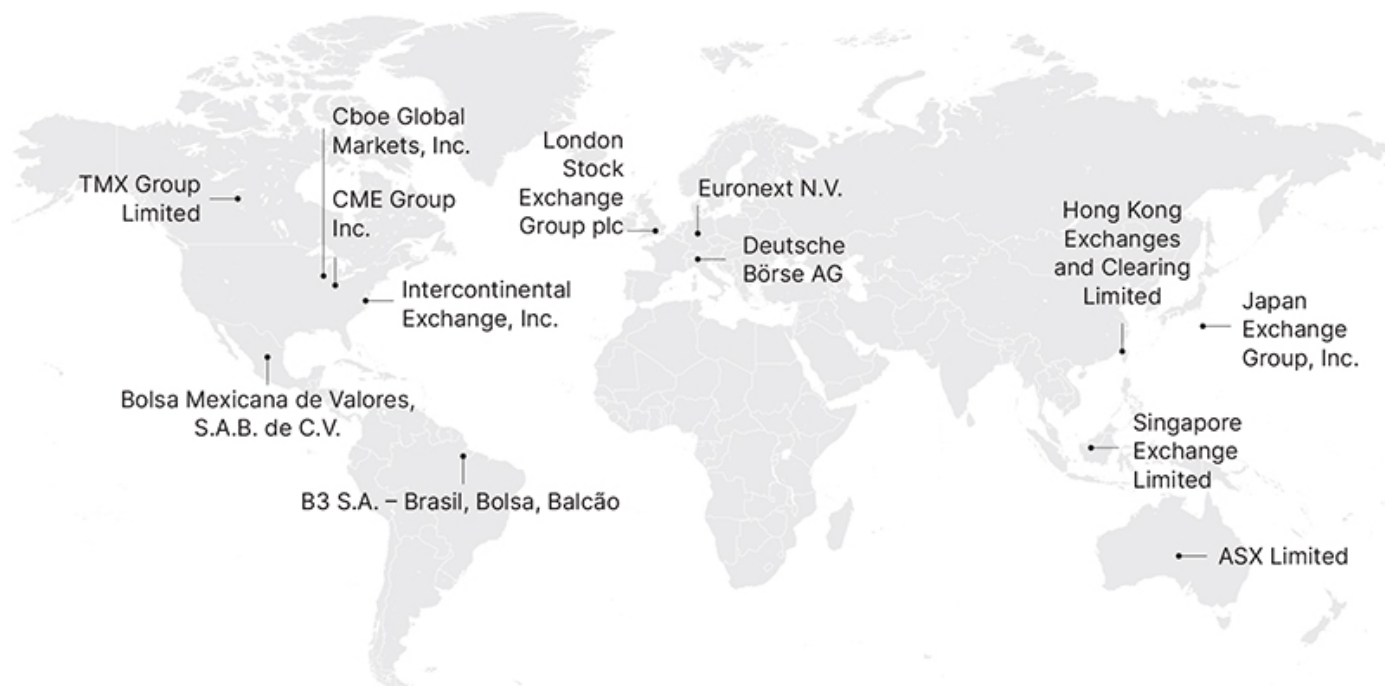 Cboe Global
Markets, Inc.
London
Stock
Exchange
Group plc
TMX Group
Limited
CME Group
Inc.
Euronext N.V.
Deutsche
Börse AG
Hong Kong
Exchanges
and Clearing
Limited
Intercontinental
Exchange, Inc.
Japan
Exchange
Group, Inc.
Bolsa Mexicana de Valores,
S.A.B. de C.V.
Singapore
Exchange
Limited
B3 S.A. – Brasil, Bolsa, Balcão
ASX Limited